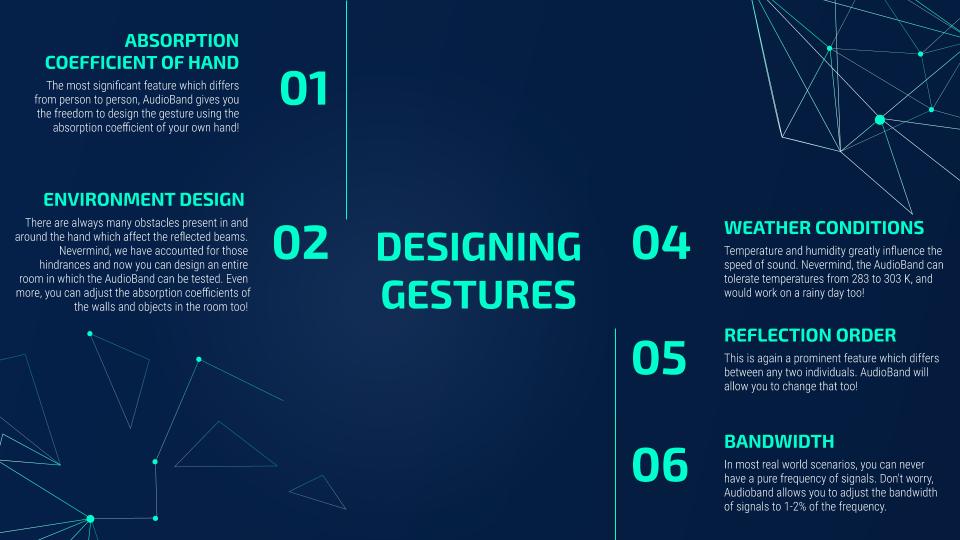 ABSORPTION
COEFFICIENT OF HAND
The most significant feature which differs
from person to person, AudioBand gives you
the freedom to design the gesture using the
absorption coefficient of your own hand!
01
ENVIRONMENT DESIGN
There are always many obstacles present in and
around the hand which affect the reflected beams.
Nevermind, we have accounted for those
hindrances and now you can design an entire
room in which the AudioBand can be tested. Even
more, you can adjust the absorption coefficients of
the walls and objects in the room too!
02
DESIGNING
GESTURES
04
WEATHER CONDITIONS
Temperature and humidity greatly influence the
speed of sound. Nevermind, the AudioBand can
tolerate temperatures from 283 to 303 K, and
would work on a rainy day too!
05
REFLECTION ORDER
This is again a prominent feature which differs
between any two individuals. AudioBand will
allow you to change that too!
06
BANDWIDTH
In most real world scenarios, you can never
have a pure frequency of signals. Don't worry,
Audioband allows you to adjust the bandwidth
of signals to 1-2% of the frequency.